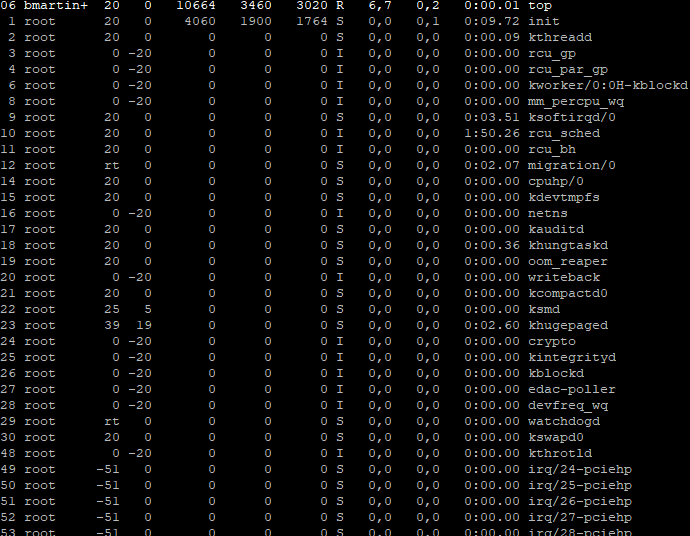 06 bmartin+ 20 0 10664 3460 3020 R 6,7 0,2 0:00.01 top
1 root 20 0 4060 1900 1764 S 0,0 0,1 0:09.72 init
2 root 20 0 0 0 0 S 0,0 0,0 0:00.09 kthreadd
3 root 0 -20 0 0 0 I 0,0 0,0 0:00.00 rcu_gp
4 root 0 -20 0 0 0 I 0,0 0,0 0:00.00 rcu_par_gp
6 root 0 -20 0 0 0 I 0,0 0,0 0:00.00 kworker/0:0H-kblockd
8 root 0 -20 0 0 0 I 0,0 0,0 0:00.00 mm_percpu_wq
9 root 20 0 0 0 0 S 0,0 0,0 0:03.51 ksoftirqd/0
10 root 20 0 0 0 0 I 0,0 0,0 1:50.26 rcu_sched
11 root 20 0 0 0 0 I 0,0 0,0 0:00.00 rcu_bh
12 root rt 0 0 0 0 S 0,0 0,0 0:02.07 migration/0
14 root 20 0 0 0 0 S 0,0 0,0 0:00.00 cpuhp/0
15 root 20 0 0 0 0 S 0,0 0,0 0:00.00 kdevtmpfs
16 root 0 -20 0 0 0 I 0,0 0,0 0:00.00 netns
17 root 20 0 0 0 0 S 0,0 0,0 0:00.00 kauditd
18 root 20 0 0 0 0 S 0,0 0,0 0:00.36 khungtaskd
19 root 20 0 0 0 0 S 0,0 0,0 0:00.00 oom_reaper
20 root 0 -20 0 0 0 I 0,0 0,0 0:00.00 writeback
21 root 20 0 0 0 0 S 0,0 0,0 0:00.00 kcompactd0
22 root 25 5 0 0 0 S 0,0 0,0 0:00.00 ksmd
23 root 39 19 0 0 0 S 0,0 0,0 0:02.60 khugepaged
24 root 0 -20 0 0 0 I 0,0 0,0 0:00.00 crypto
25 root 0 -20 0 0 0 I 0,0 0,0 0:00.00 kintegrityd
26 root 0 -20 0 0 0 I 0,0 0,0 0:00.00 kblockd
27 root 0 -20 0 0 0 I 0,0 0,0 0:00.00 edac-poller
28 root 0 -20 0 0 0 I 0,0 0,0 0:00.00 devfreq_wq
29 root rt 0 0 0 0 S 0,0 0,0 0:00.00 watchdogd
30 root 20 0 0 0 0 S 0,0 0,0 0:00.00 kswapd0
48 root 0 -20 0 0 0 I 0,0 0,0 0:00.00 kthrotld
49 root -51 0 0 0 0 S 0,0 0,0 0:00.00 irq/24-pciehp
50 root -51 0 0 0 0 S 0,0 0,0 0:00.00 irq/25-pciehp
51 root -51 0 0 0 0 S 0,0 0,0 0:00.00 irq/26-pciehp
52 root -51 0 0 0 0 S 0,0 0,0 0:00.00 irq/27-pciehp
53 root -51 0 0 0 0 S 0,0 0,0 0:00.00 irq/28-pciehp